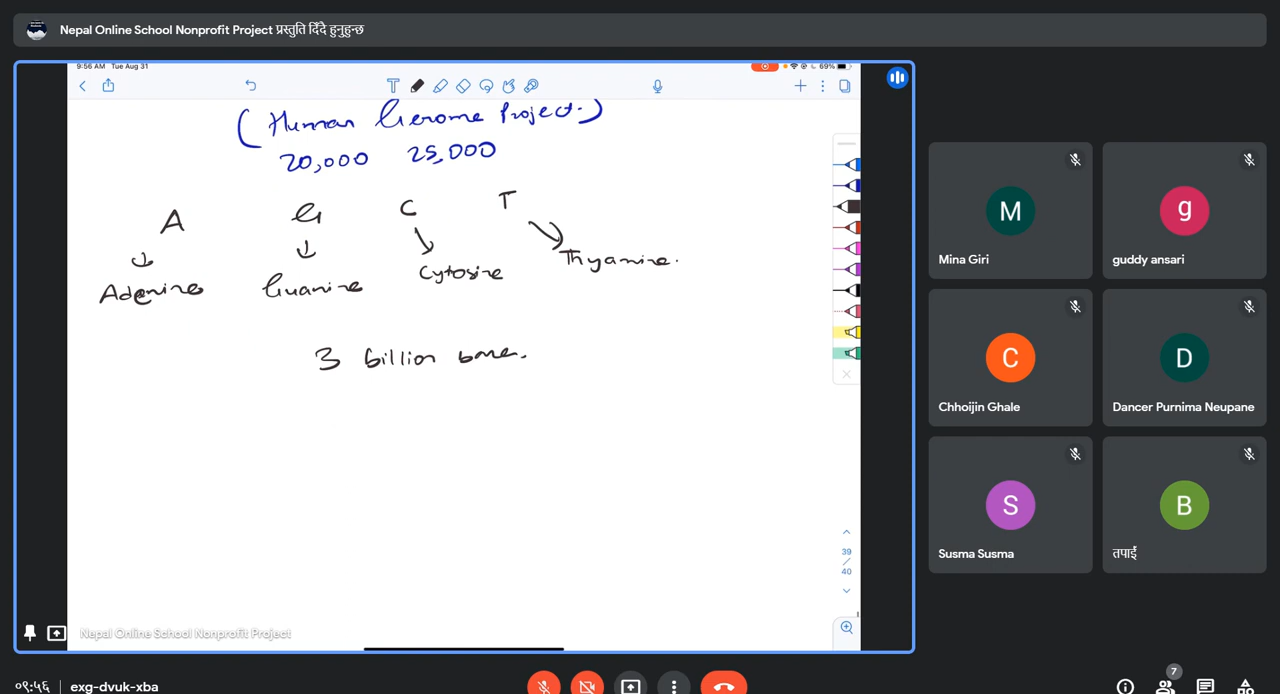 Nepal Online School Nonprofit Project प्रस्तुति दिँदै हुनुहुन्छ
9:56 AM Tue Aug 31
69%
T
(Human Genome Project.)
20,000 25,000
A G C T
Adenine Guanine Cytosine Thyamine.
3 billion bases.
39
/
40
Nepal Online School Nonprofit Project
M
Mina Giri
g
guddy ansari
C
Chhoijin Ghale
D
Dancer Purnima Neupane
S
Susma Susma
B
तपाईं
०९:५६ | exg-dvuk-xba
7